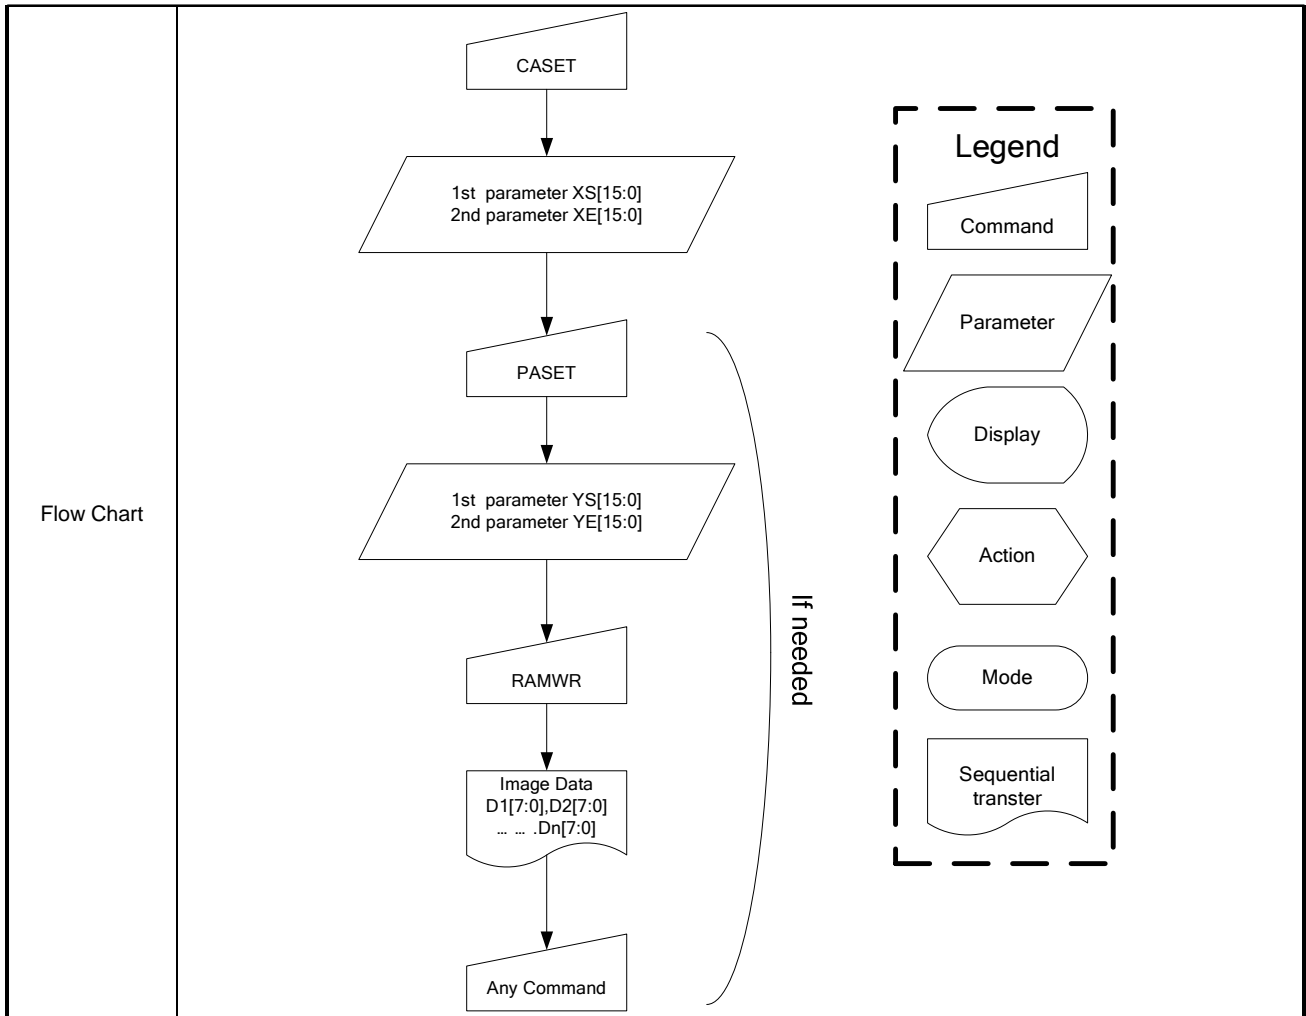 Flow Chart
CASET
1st parameter XS[15:0]
2nd parameter XE[15:0]
PASET
1st parameter YS[15:0]
2nd parameter YE[15:0]
RAMWR
Image Data
D1[7:0],D2[7:0]
... ... .Dn[7:0]
Any Command
If needed
Legend
Command
Parameter
Display
Action
Mode
Sequential
transter